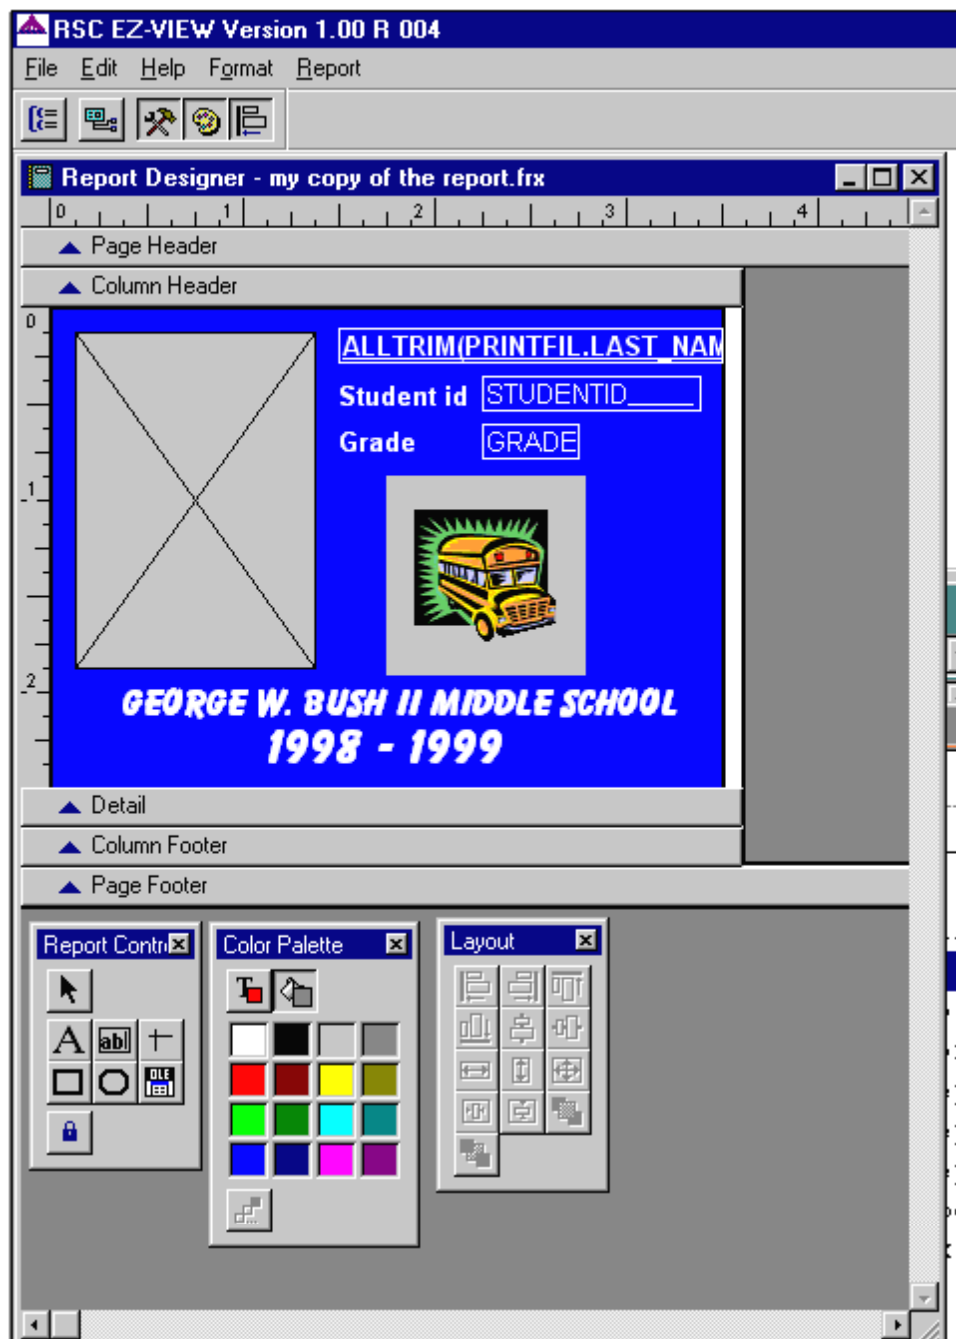 RSC EZ-VIEW Version 1.00 R 004
File Edit Help Format Report
Report Designer - my copy of the report.frx
0 1 2 3 4
Page Header
Column Header
0
ALLTRIM(PRINTFIL.LAST_NAM
Student id STUDENTID_____
Grade GRADE
1
2
GEORGE W. BUSH II MIDDLE SCHOOL
1998 - 1999
Detail
Column Footer
Page Footer
Report Contr
Color Palette
Layout
T
A abl
OLE